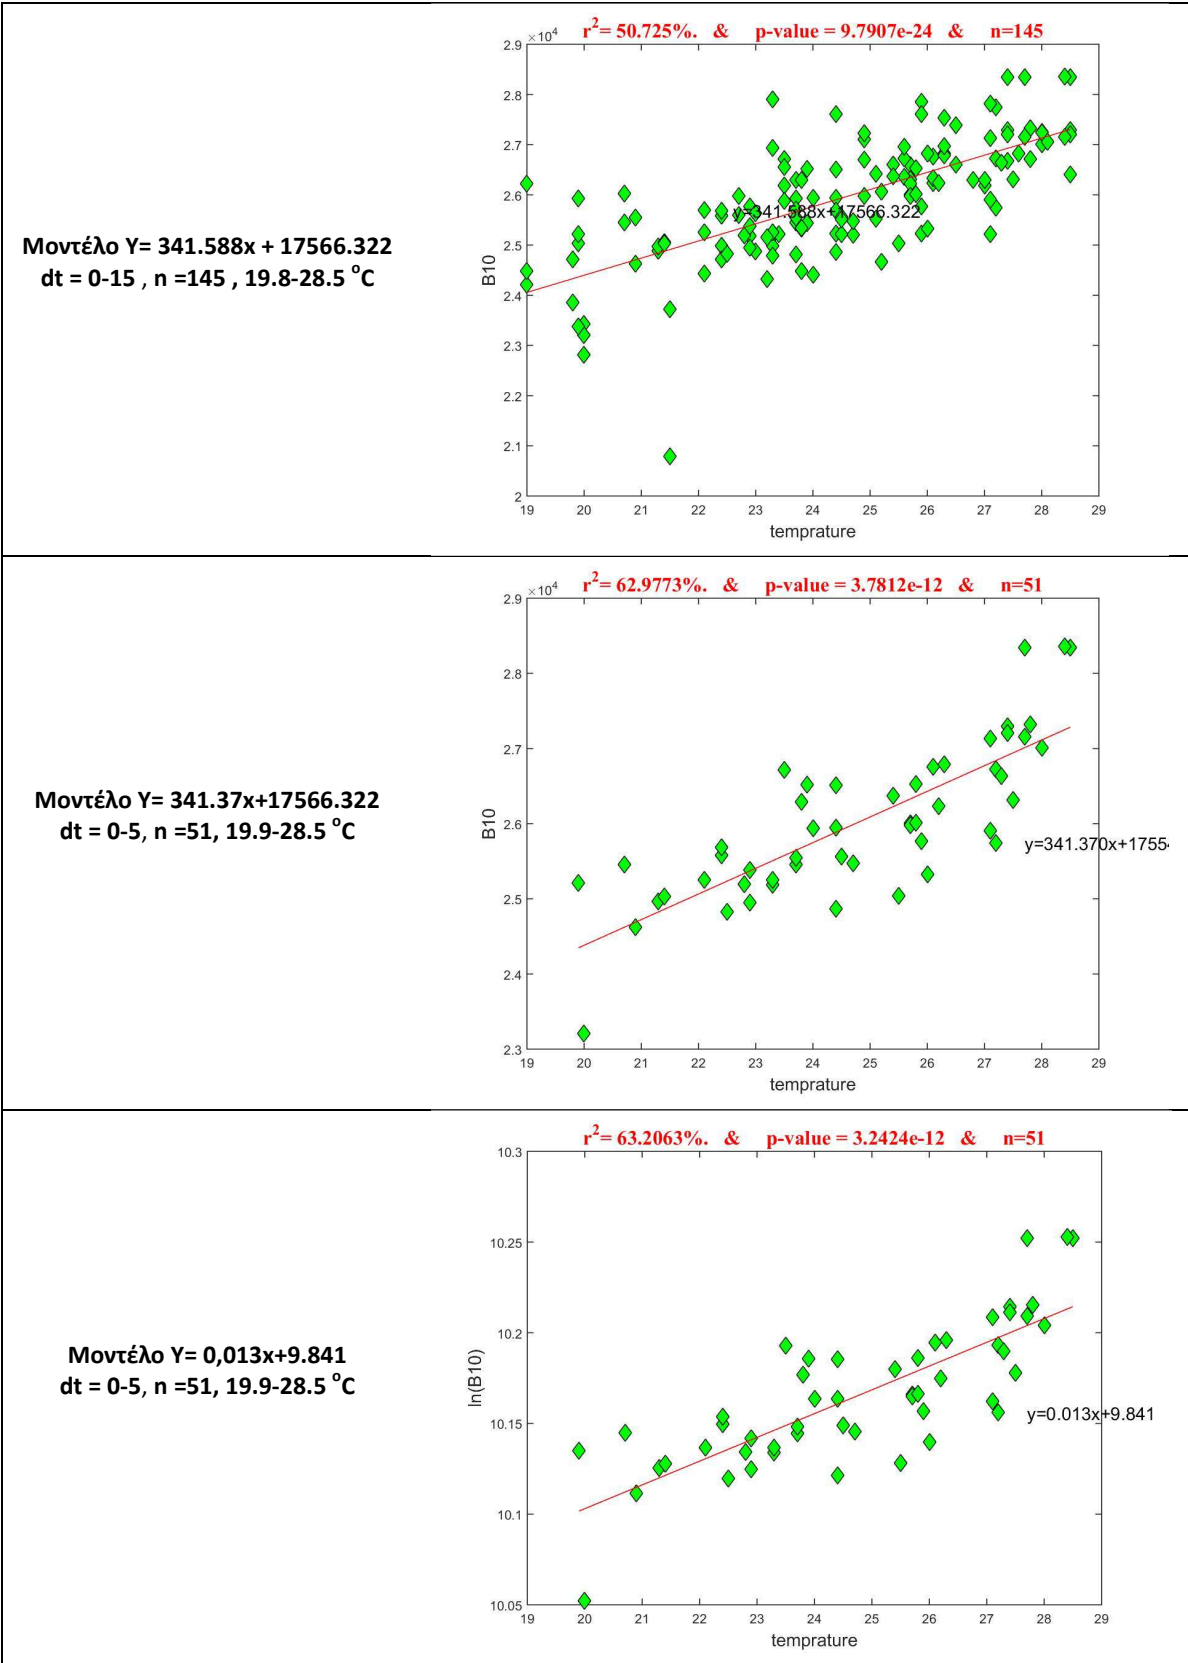 Μοντέλο Y= 341.588x + 17566.322
dt = 0-15 , n =145 , 19.8-28.5 °C
r²= 50.725%. & p-value = 9.7907e-24 & n=145
×10⁴
2.9
2.8
2.7
2.6
2.5
2.4
2.3
2.2
2.1
2
B10
y=341.588x+17566.322
19 20 21 22 23 24 25 26 27 28 29
temprature
Μοντέλο Y= 341.37x+17566.322
dt = 0-5, n =51, 19.9-28.5 °C
r²= 62.9773%. & p-value = 3.7812e-12 & n=51
×10⁴
2.9
2.8
2.7
2.6
2.5
2.4
2.3
B10
y=341.370x+1755
19 20 21 22 23 24 25 26 27 28 29
temprature
Μοντέλο Y= 0,013x+9.841
dt = 0-5, n =51, 19.9-28.5 °C
r²= 63.2063%. & p-value = 3.2424e-12 & n=51
10.3
10.25
10.2
10.15
10.1
10.05
ln(B10)
y=0.013x+9.841
19 20 21 22 23 24 25 26 27 28 29
temprature